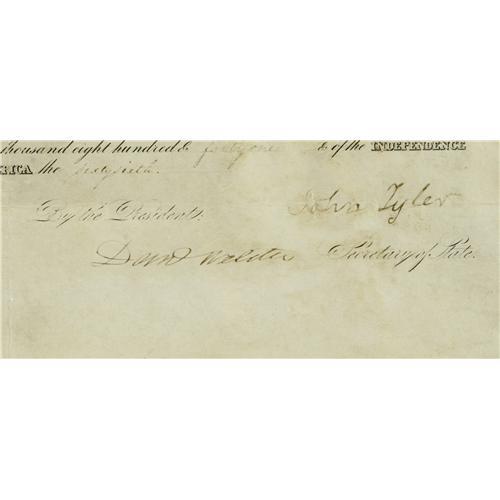 thousand eight hundred & forty one & of the INDEPENDENCE
RICA the sixty sixth.
By the President: John Tyler
Danl Webster Secretary of State.